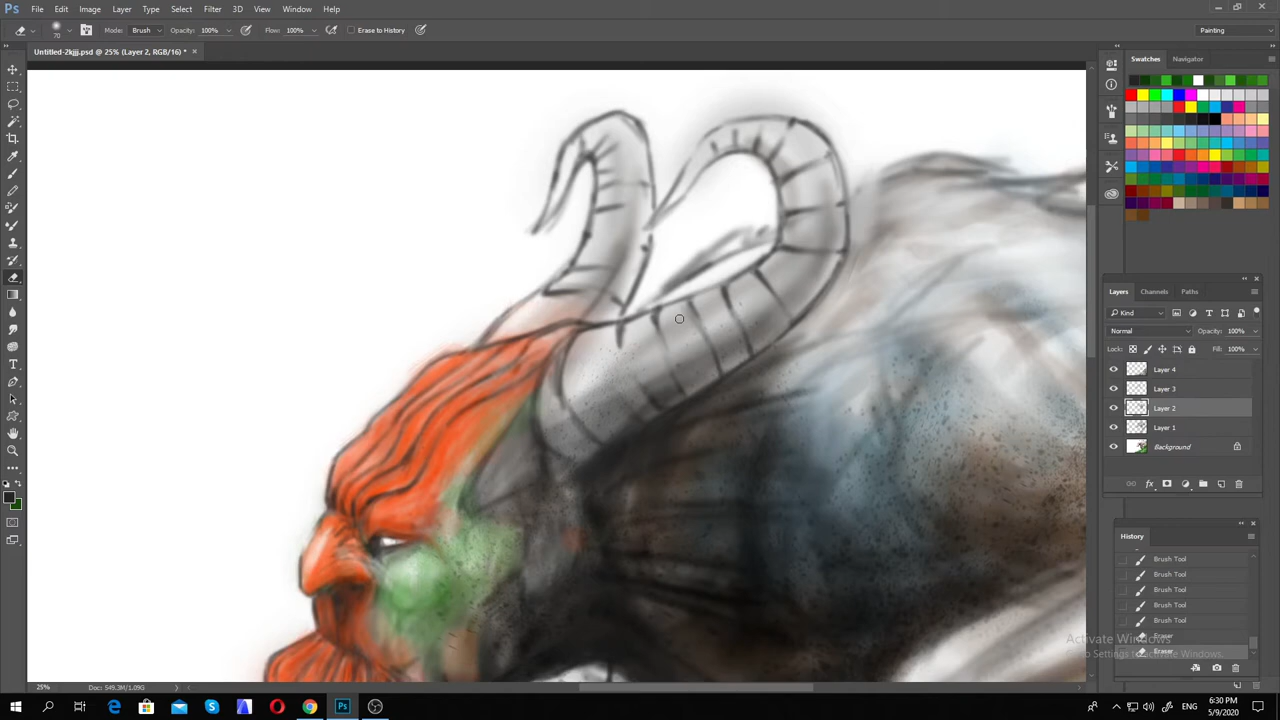 Ps File Edit Image Layer Type Select Filter 3D View Window Help
70 Mode: Brush Opacity: 100% Flow: 100% Erase to History Painting
Untitled-2kjjj.psd @ 25% (Layer 2, RGB/16) *
Swatches Navigator
Layers Channels Paths
Kind
Normal Opacity: 100%
Lock: Fill: 100%
Layer 4
Layer 3
Layer 2
Layer 1
Background
fx
History
Brush Tool
Brush Tool
Brush Tool
Brush Tool
Brush Tool
Eraser
Eraser
Activate Windows
Go to Settings to Activate Windows.
25% Doc: 549.3M/1.09G
ENG 6:30 PM
5/9/2020